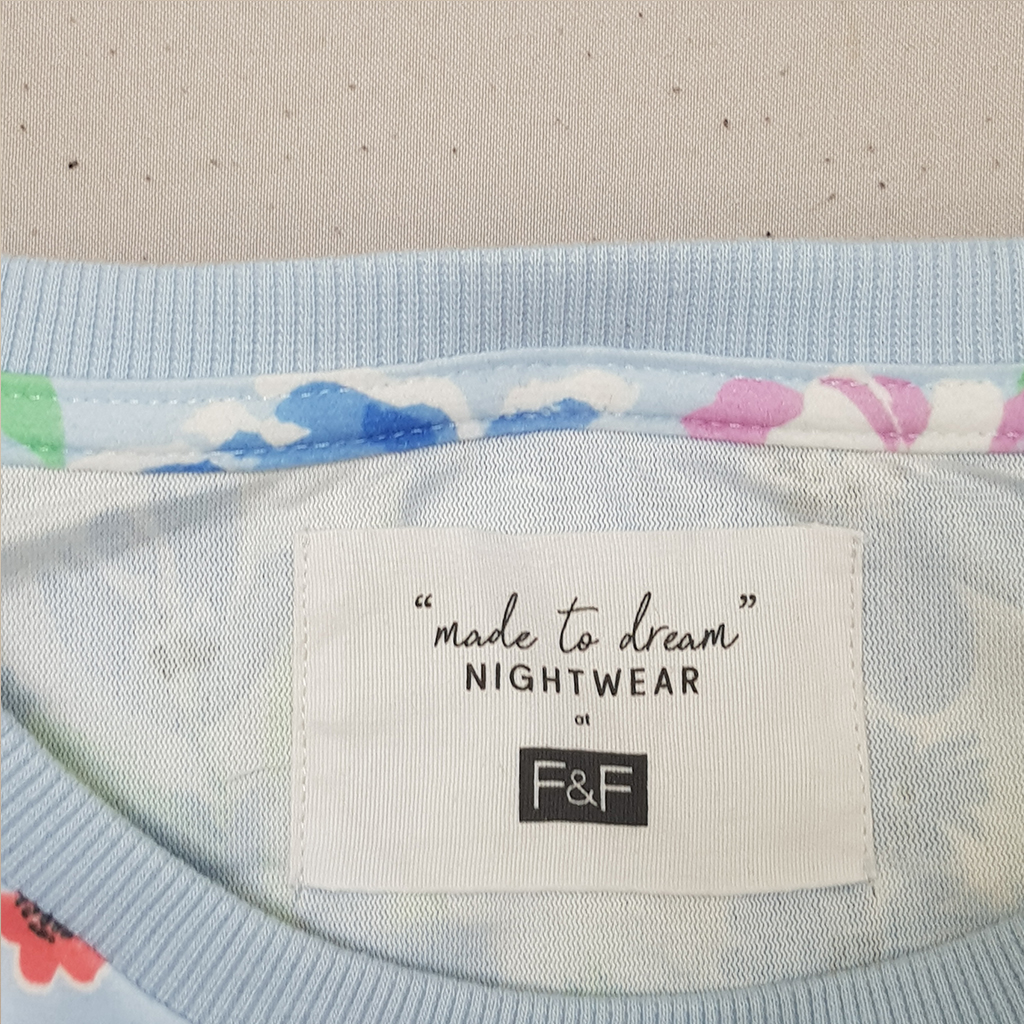 “made to dream”
NIGHTWEAR
at
F&F